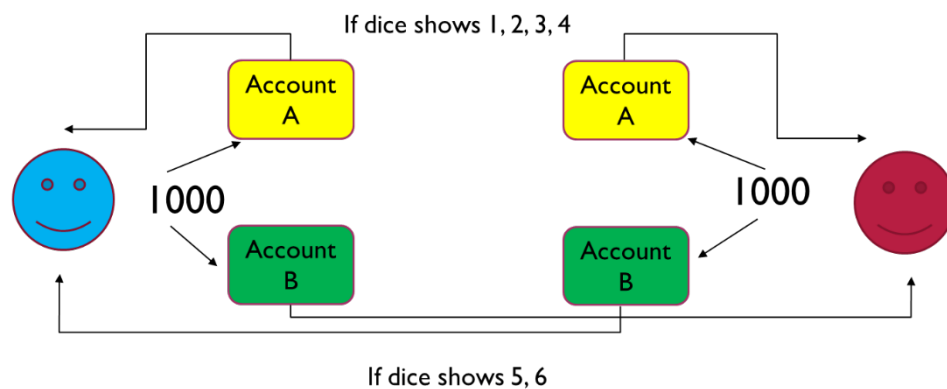 If dice shows 1, 2, 3, 4
Account
A
Account
A
1000
1000
Account
B
Account
B
If dice shows 5, 6